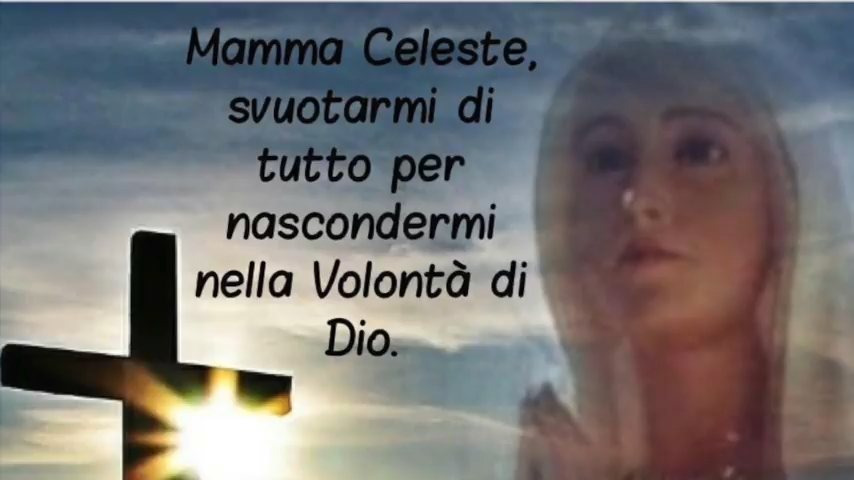 Mamma Celeste,
svuotarmi di
tutto per
nascondermi
nella Volontà di
Dio.